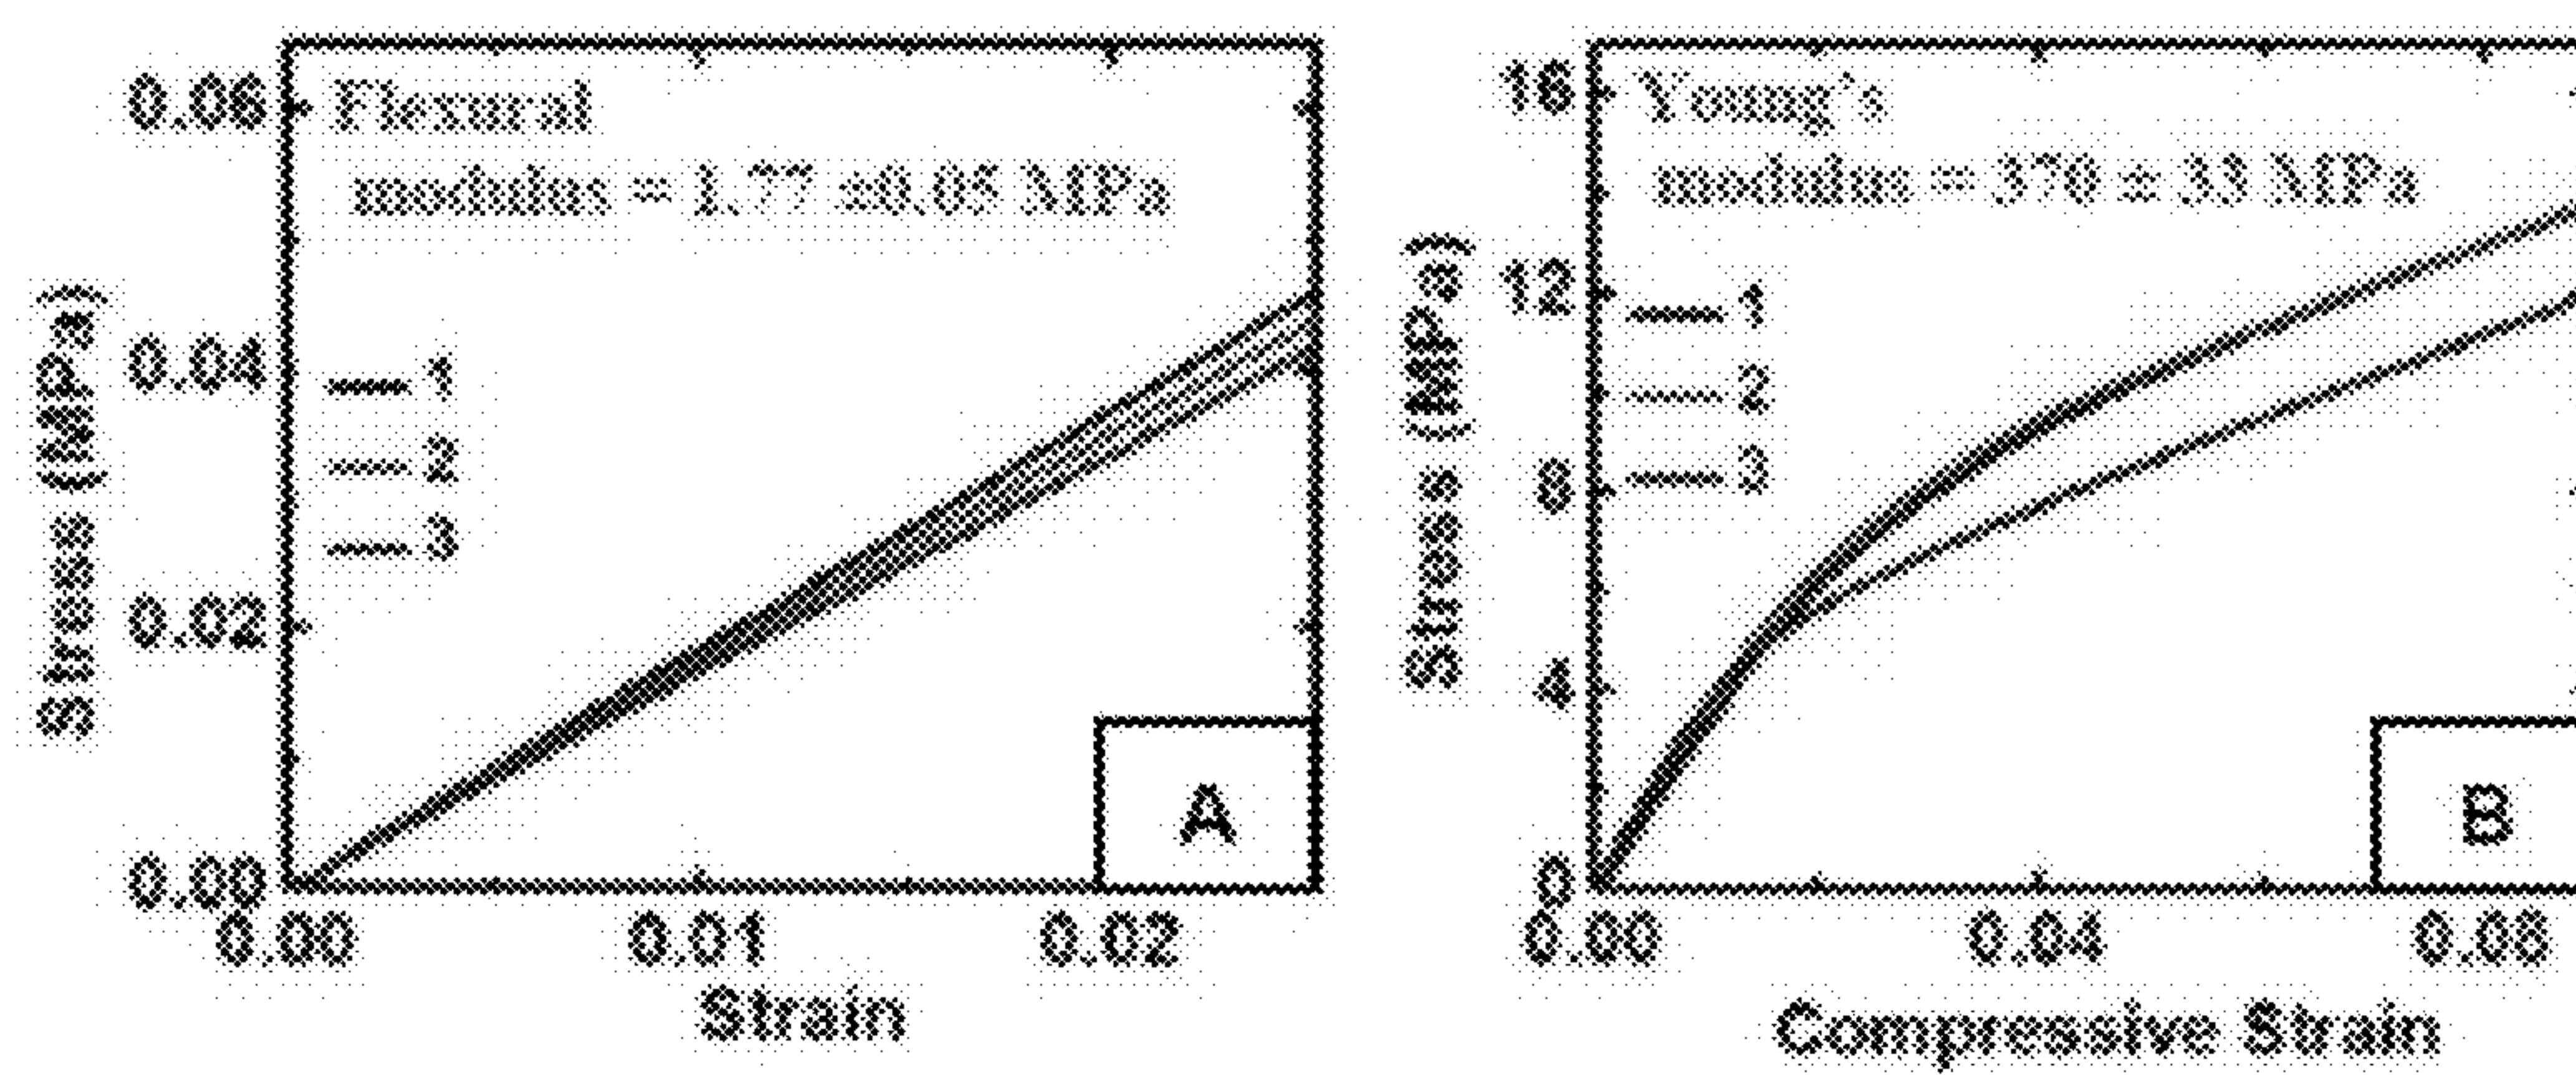 0.06
0.04
0.02
0.00
Stress (MPa)
Flexural
modulus = 1.77 ±0.05 MPa
1
2
3
A
0.00 0.01 0.02
Strain
16
12
8
4
0
Stress (MPa)
Young's
modulus = 370 ± 33 MPa
1
2
3
B
0.00 0.04 0.08
Compressive Strain